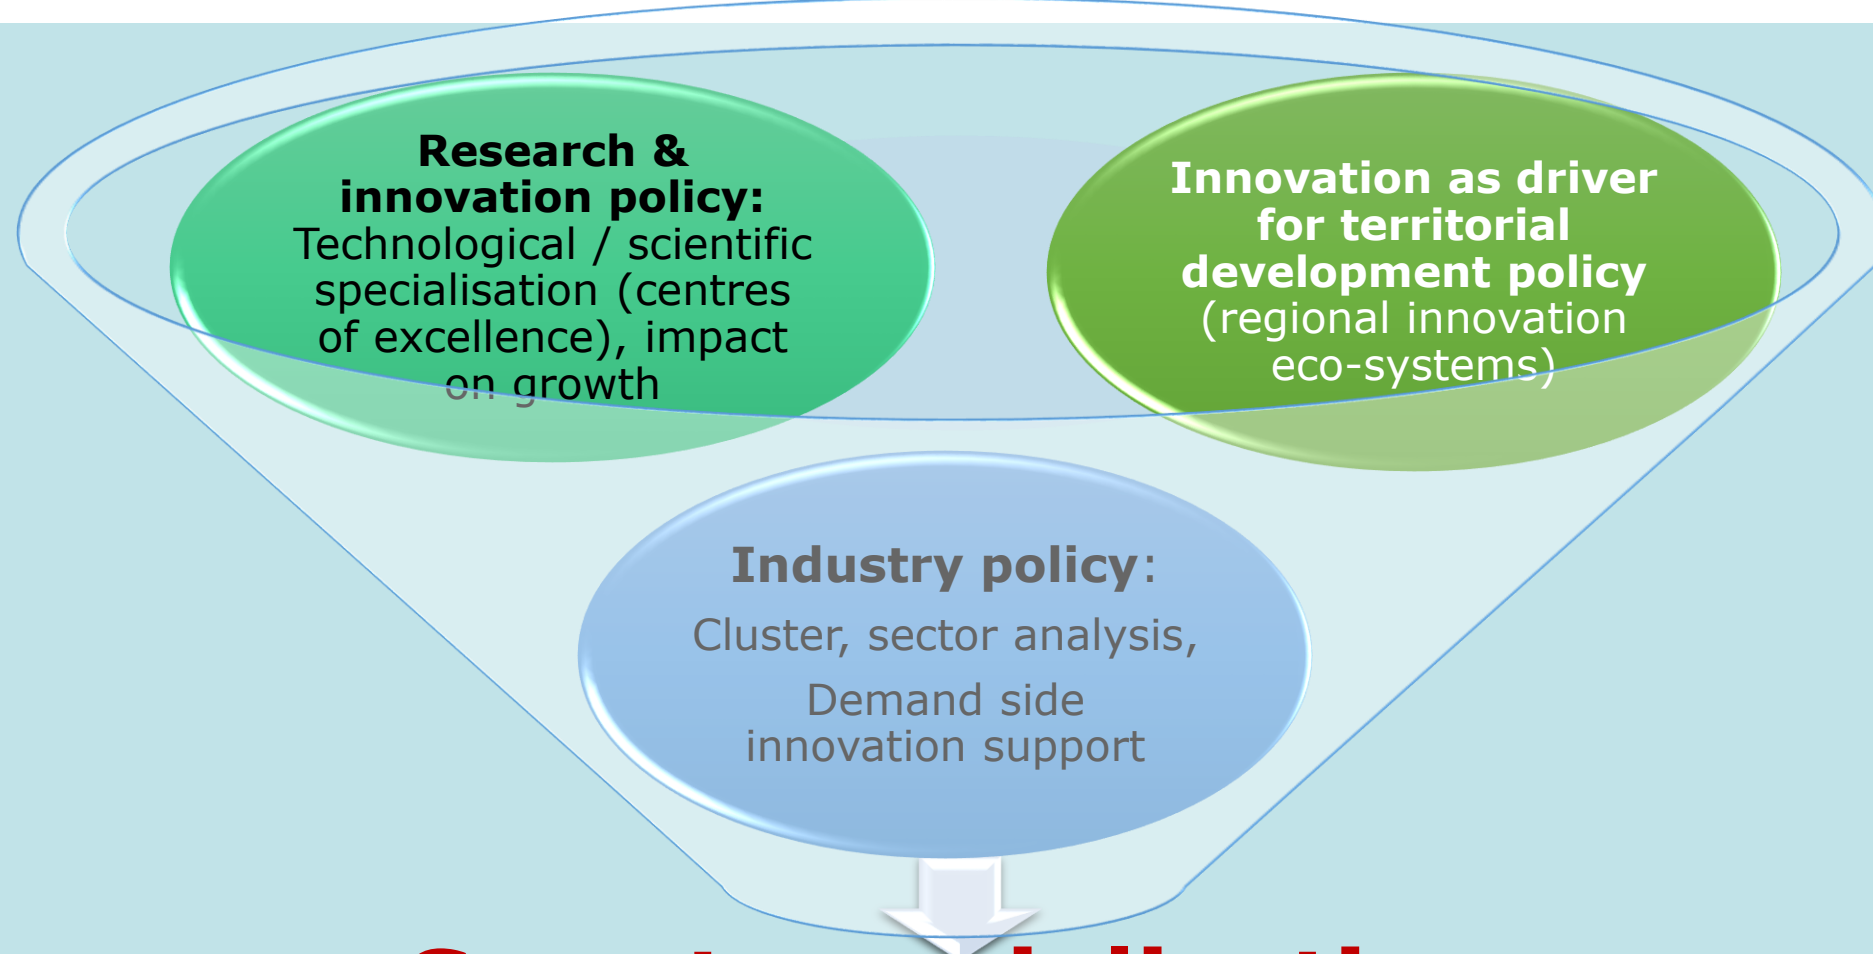 Research &
innovation policy:
Technological / scientific
specialisation (centres
of excellence), impact
on growth
Innovation as driver
for territorial
development policy
(regional innovation
eco-systems)
Industry policy:
Cluster, sector analysis,
Demand side
innovation support